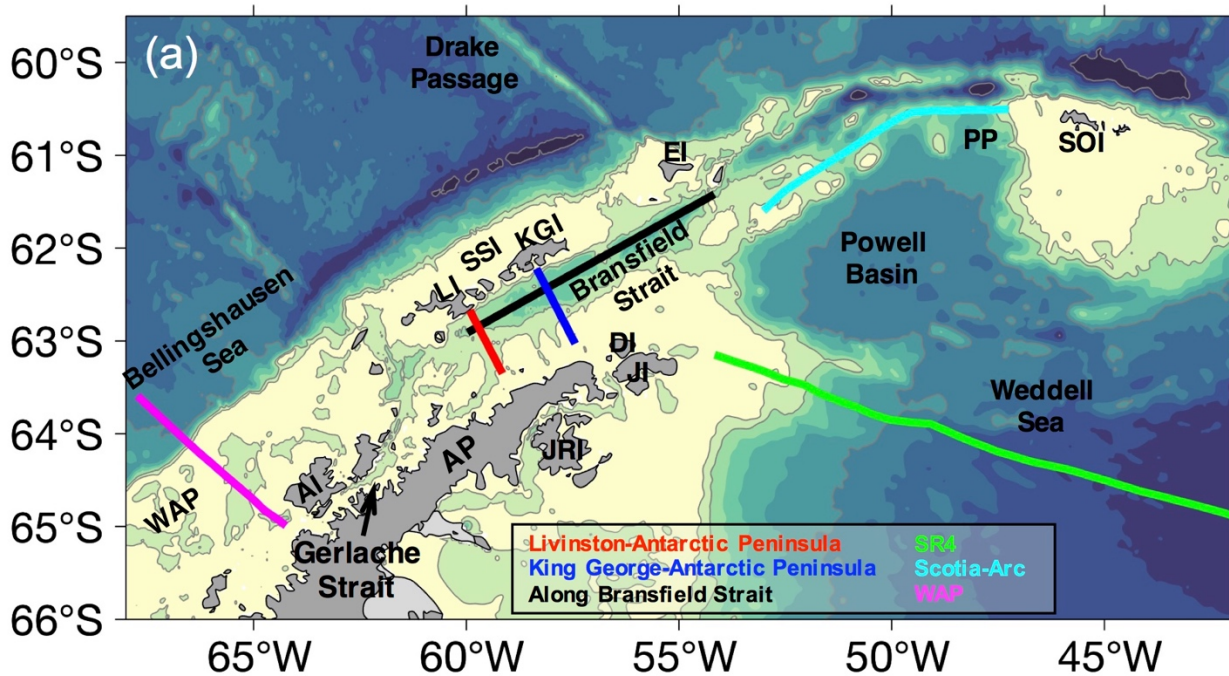 (a)
Drake
Passage
60°S
61°S
62°S
63°S
64°S
65°S
66°S
EI
PP
SOI
KGI
SSI
LI
Bransfield
Strait
Powell
Basin
Bellingshausen
Sea
DI
JI
Weddell
Sea
AP
JRI
AI
WAP
Gerlache
Strait
Livinston-Antarctic Peninsula
King George-Antarctic Peninsula
Along Bransfield Strait
SR4
Scotia-Arc
WAP
65°W
60°W
55°W
50°W
45°W